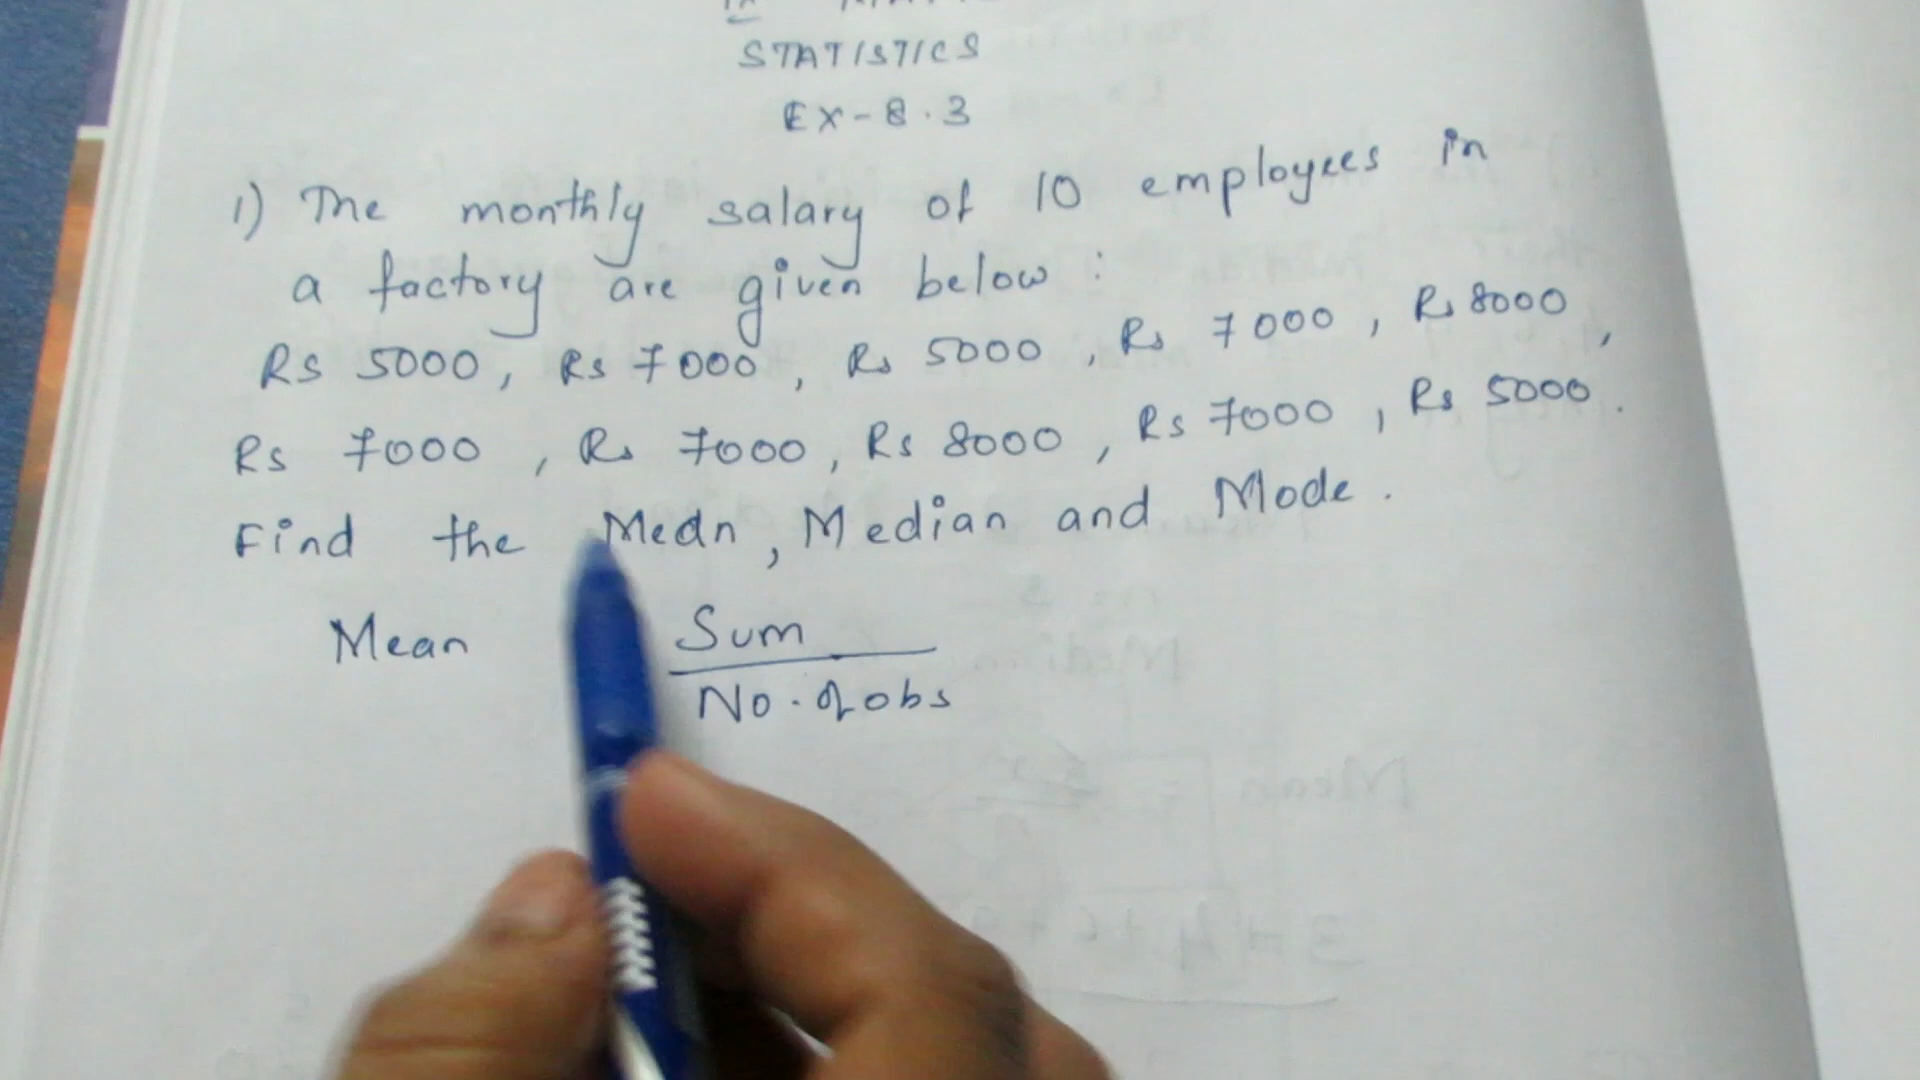 STATISTICS
EX-8.3
1) The monthly salary of 10 employees in
a factory are given below :
Rs 5000, Rs 7000, Rs 5000, Rs 7000, Rs 8000,
Rs 7000, Rs 7000, Rs 8000, Rs 7000, Rs 5000.
Find the Mean, Median and Mode.
Mean Sum
No. of obs